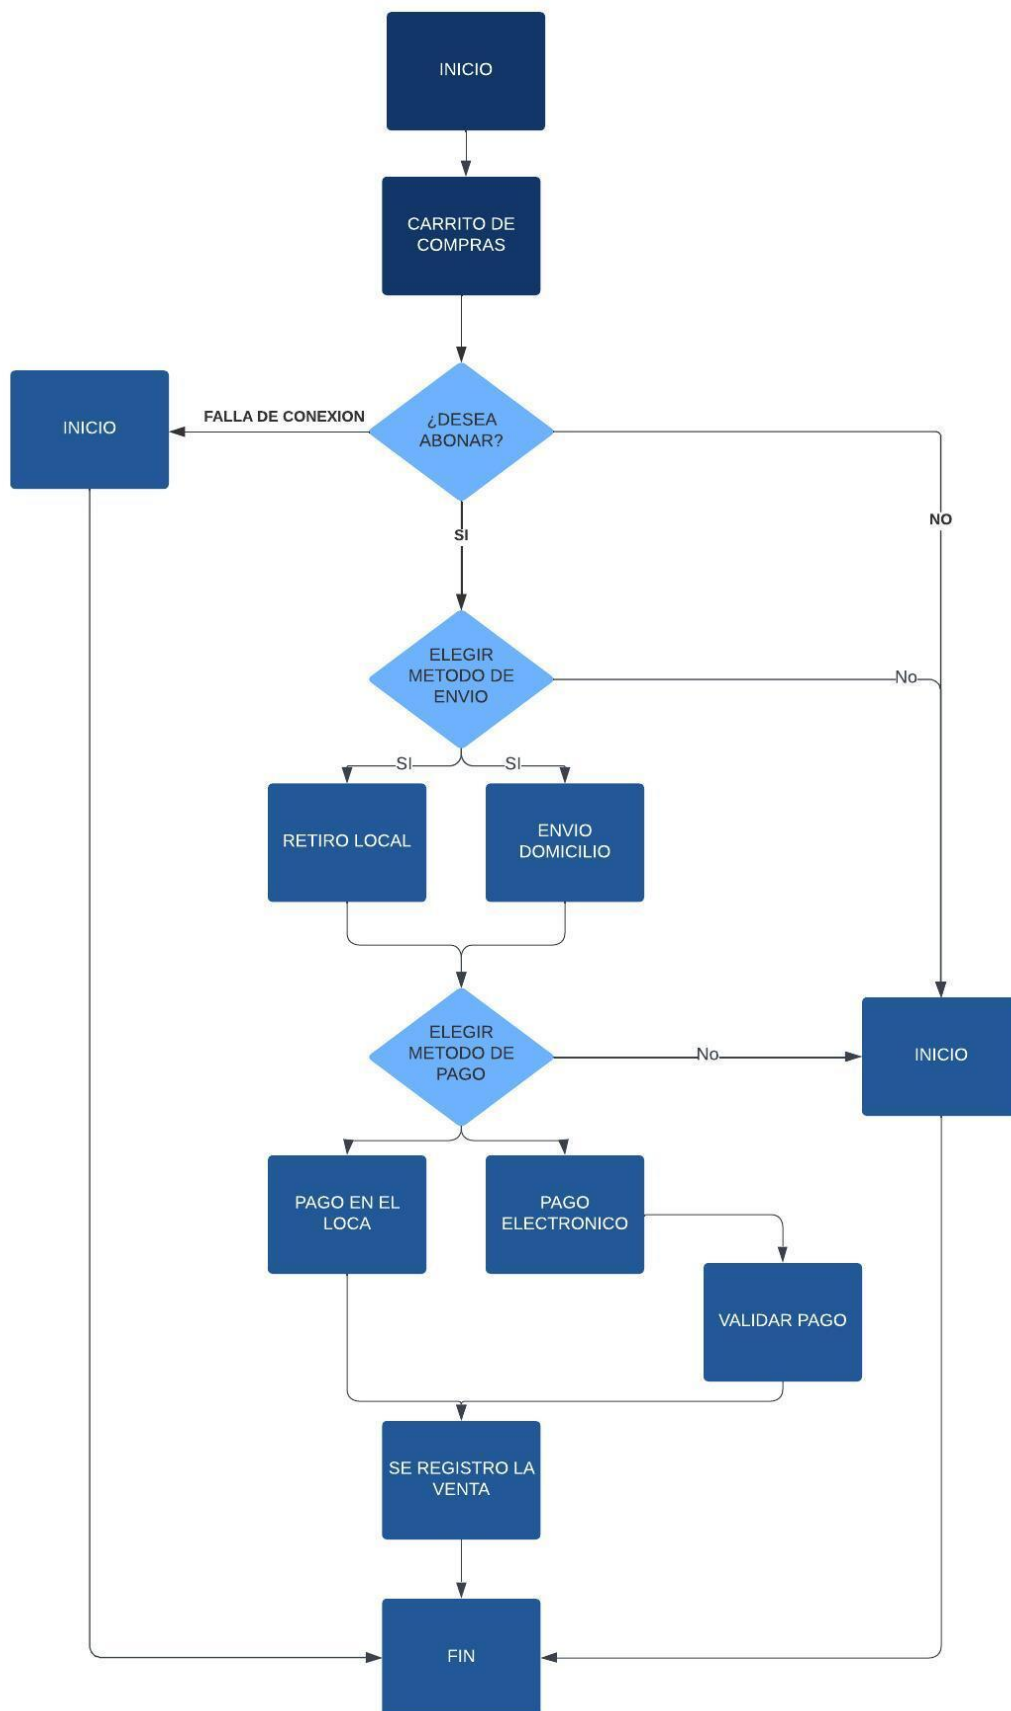 INICIO
CARRITO DE
COMPRAS
¿DESEA
ABONAR?
FALLA DE CONEXION
INICIO
NO
SI
ELEGIR
METODO DE
ENVIO
No
SI
SI
RETIRO LOCAL
ENVIO
DOMICILIO
ELEGIR
METODO DE
PAGO
No
INICIO
PAGO EN EL
LOCA
PAGO
ELECTRONICO
VALIDAR PAGO
SE REGISTRO LA
VENTA
FIN